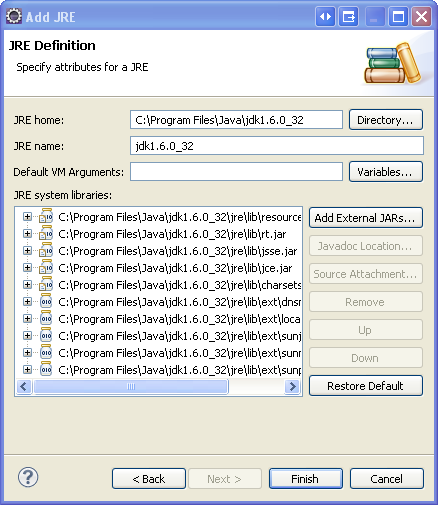 Add JRE
JRE Definition
Specify attributes for a JRE
JRE home: C:\Program Files\Java\jdk1.6.0_32 Directory...
JRE name: jdk1.6.0_32
Default VM Arguments: Variables...
JRE system libraries:
C:\Program Files\Java\jdk1.6.0_32\jre\lib\resource
C:\Program Files\Java\jdk1.6.0_32\jre\lib\rt.jar
C:\Program Files\Java\jdk1.6.0_32\jre\lib\jsse.jar
C:\Program Files\Java\jdk1.6.0_32\jre\lib\jce.jar
C:\Program Files\Java\jdk1.6.0_32\jre\lib\charsets
C:\Program Files\Java\jdk1.6.0_32\jre\lib\ext\dnsn
C:\Program Files\Java\jdk1.6.0_32\jre\lib\ext\loca
C:\Program Files\Java\jdk1.6.0_32\jre\lib\ext\sunj
C:\Program Files\Java\jdk1.6.0_32\jre\lib\ext\sunm
C:\Program Files\Java\jdk1.6.0_32\jre\lib\ext\sunp
Add External JARs...
Javadoc Location...
Source Attachment...
Remove
Up
Down
Restore Default
? < Back Next > Finish Cancel